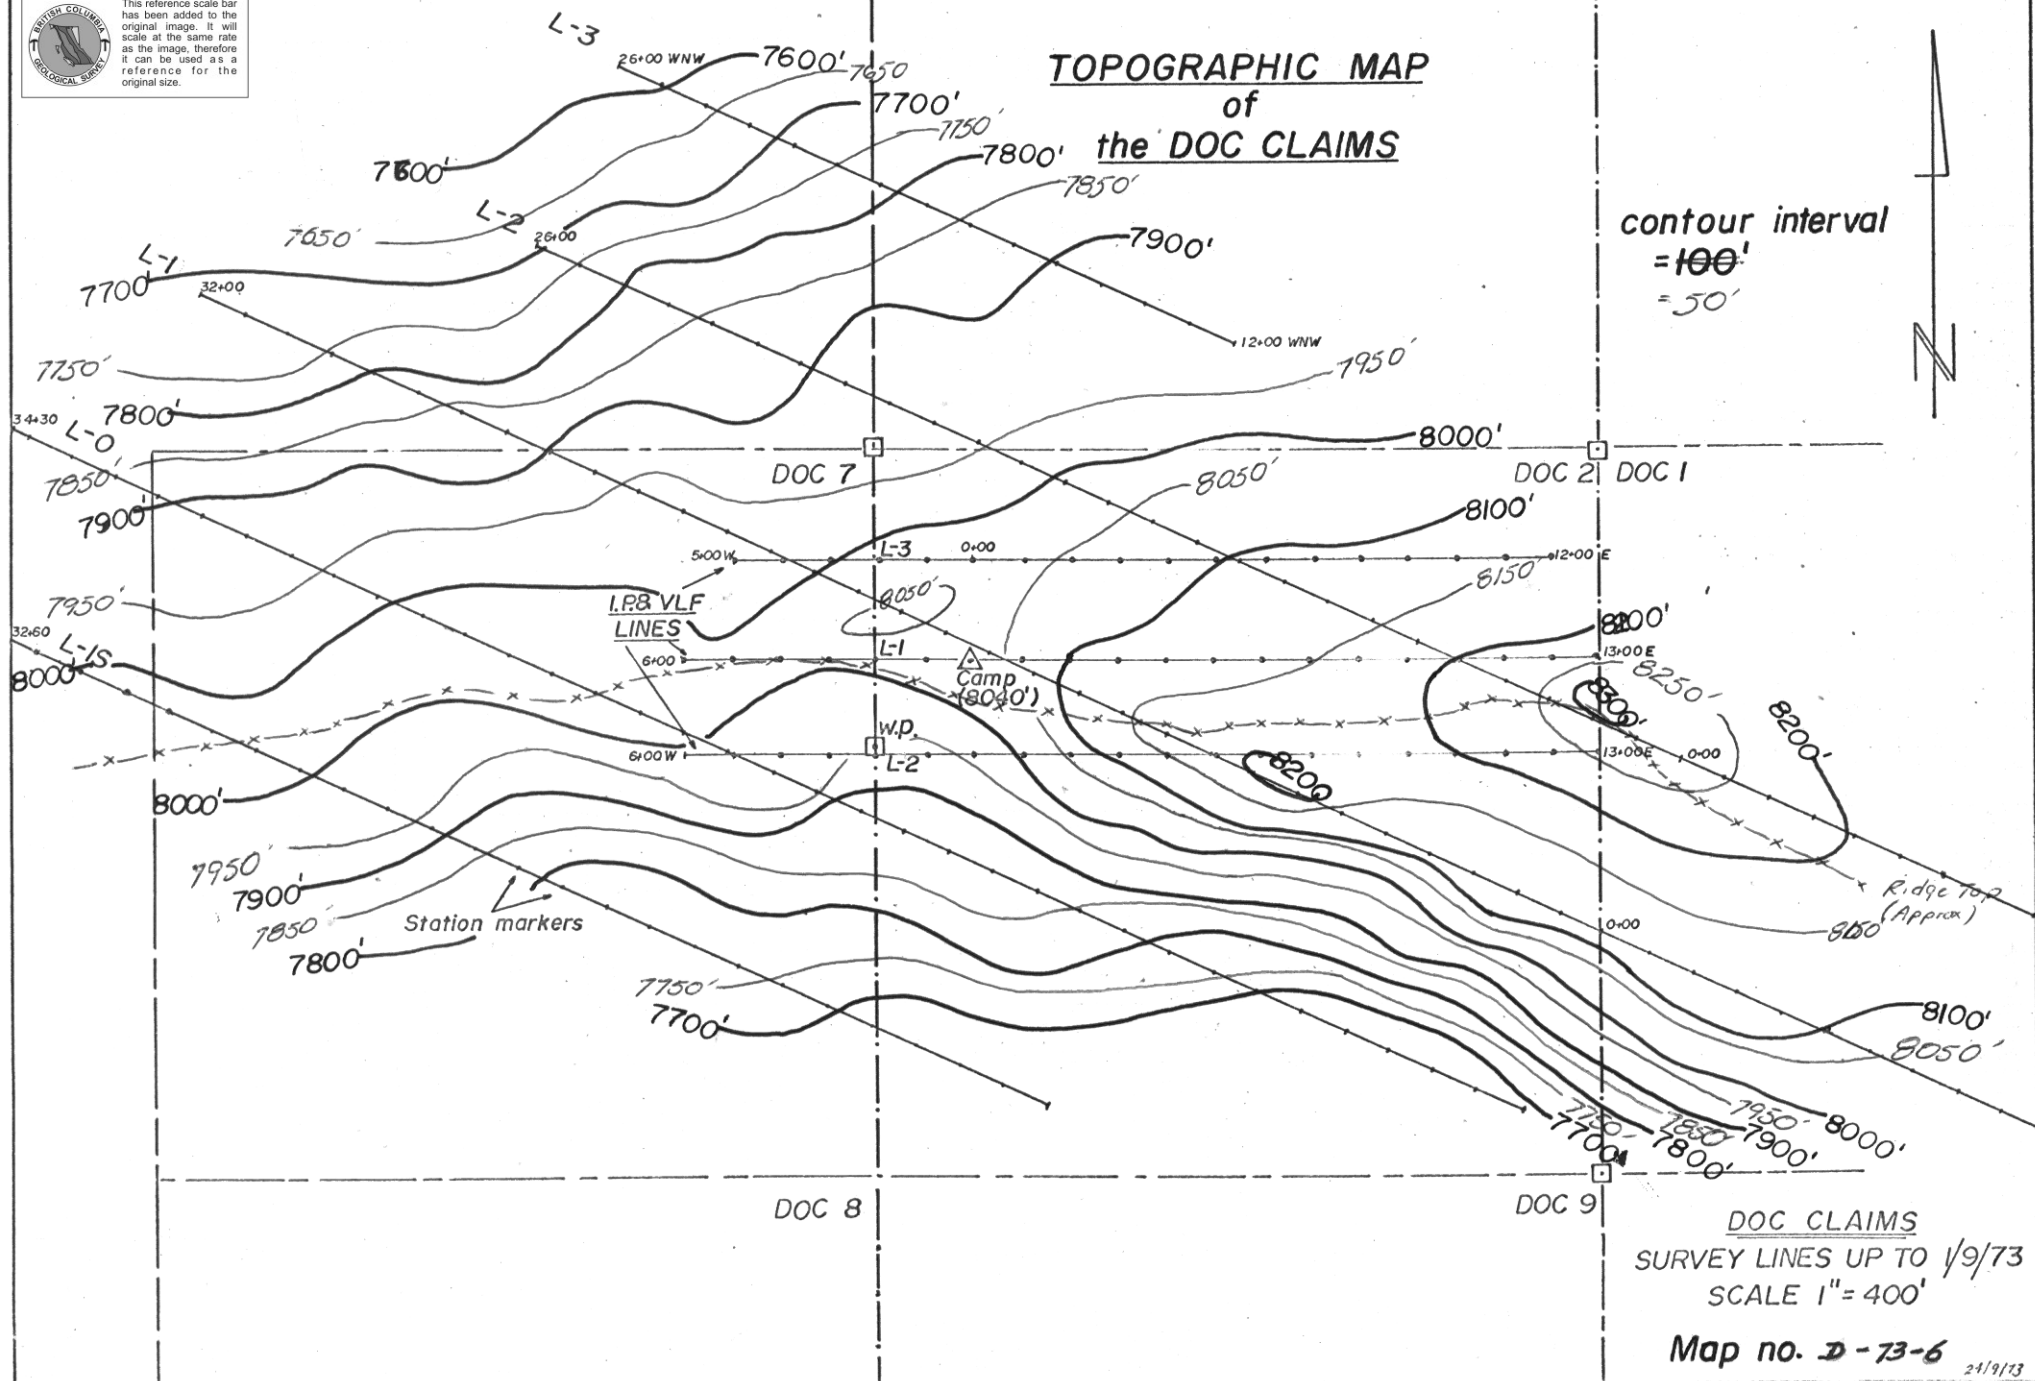 BRITISH COLUMBIA
GEOLOGICAL SURVEY
This reference scale bar
has been added to the
original image. It will
scale at the same rate
as the image, therefore
it can be used as a
reference for the
original size.
TOPOGRAPHIC MAP
of
the DOC CLAIMS
contour interval
= 100'
= 50'
N
L-3
26+00 WNW
7600'
7650
7700'
7750'
7800'
7850'
7600'
L-2
26+00
7650'
7900'
L-1
7700'
32+00
12+00 WNW
7950'
7750'
7800'
34+30
L-0
8000'
DOC 7
DOC 2
DOC 1
7850'
8050'
7900'
8100'
5+00 W
L-3
0+00
12+00 E
8150'
7950'
8050'
I.P.& VLF
LINES
8200'
32+60
L-1S
6+00
L-1
13+00 E
8000'
Camp
(8040')
8250'
8300'
8200'
W.P.
6+00 W
L-2
13+00E
0+00
8200
8000'
7950'
7900'
7850'
Station markers
7800'
Ridge Top
(Approx)
0+00
8150'
7750'
7700'
8100'
8050'
7750'
7700'
7850'
7800'
7950'
7900'
8000'
DOC 8
DOC 9
DOC CLAIMS
SURVEY LINES UP TO 1/9/73
SCALE 1"= 400'
Map no. D-73-6
21/9/73